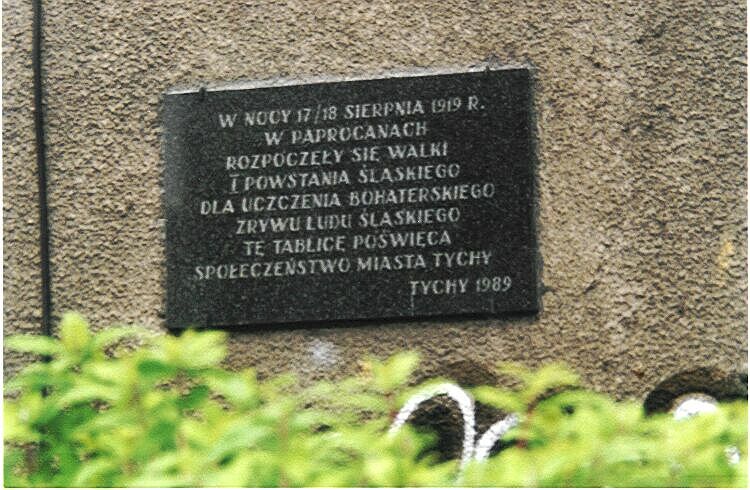 W NOCY 17/18 SIERPNIA 1919 R.
W PAPROCANACH
ROZPOCZĘŁY SIĘ WALKI
I POWSTANIA ŚLĄSKIEGO
DLA UCZCZENIA BOHATERSKIEGO
ZRYWU LUDU ŚLĄSKIEGO
TĘ TABLICĘ POŚWIĘCA
SPOŁECZEŃSTWO MIASTA TYCHY
TYCHY 1989